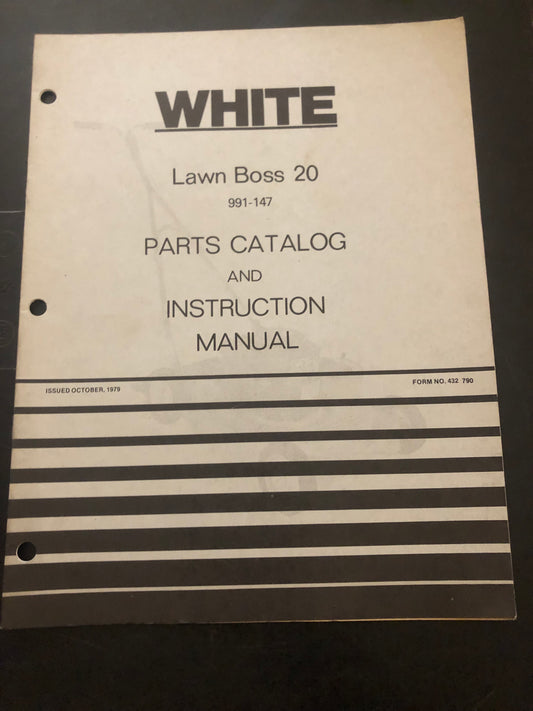 WHITE
Lawn Boss 20
991-147
PARTS CATALOG
AND
INSTRUCTION
MANUAL
ISSUED OCTOBER, 1979
FORM NO. 432 790